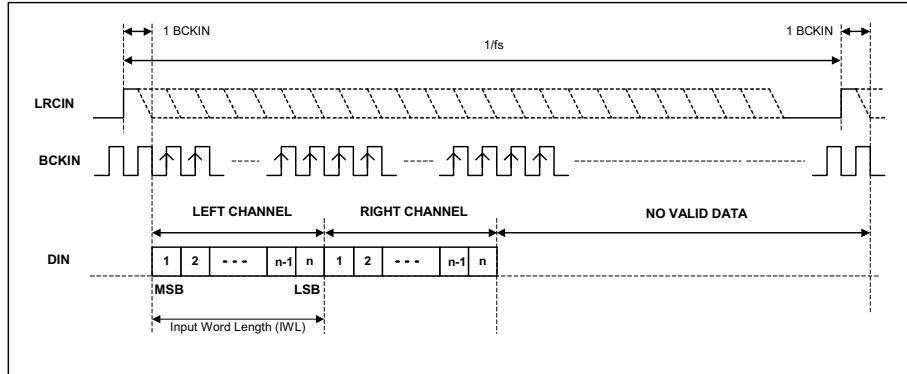 1 BCKIN
1 BCKIN
1/fs
LRCIN
BCKIN
LEFT CHANNEL
RIGHT CHANNEL
NO VALID DATA
DIN
1 2 - - - n-1 n 1 2 - - - n-1 n
MSB LSB
Input Word Length (IWL)